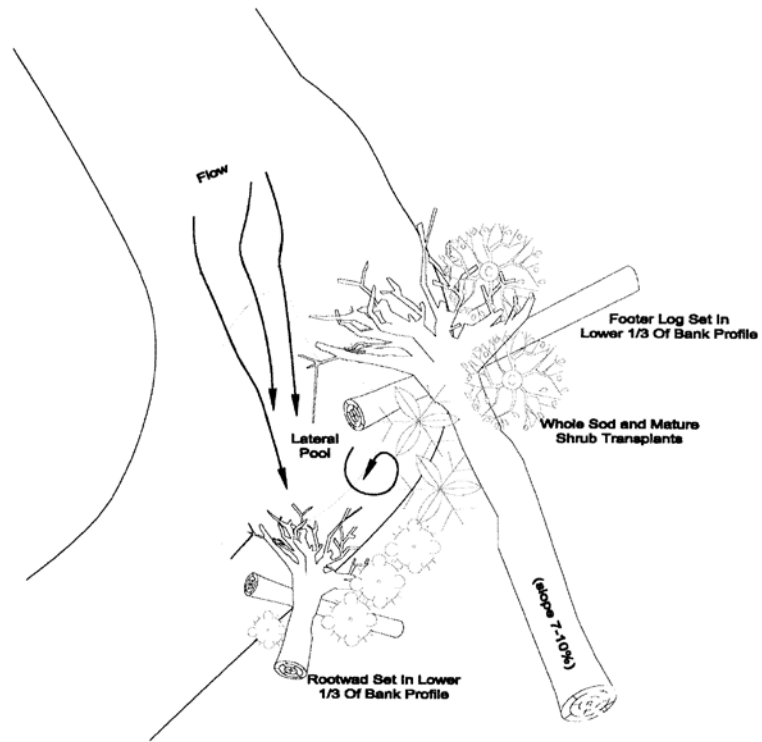 Flow
Footer Log Set In
Lower 1/3 Of Bank Profile
Whole Sod and Mature
Shrub Transplants
Lateral
Pool
(slope 7-10%)
Rootwad Set In Lower
1/3 Of Bank Profile